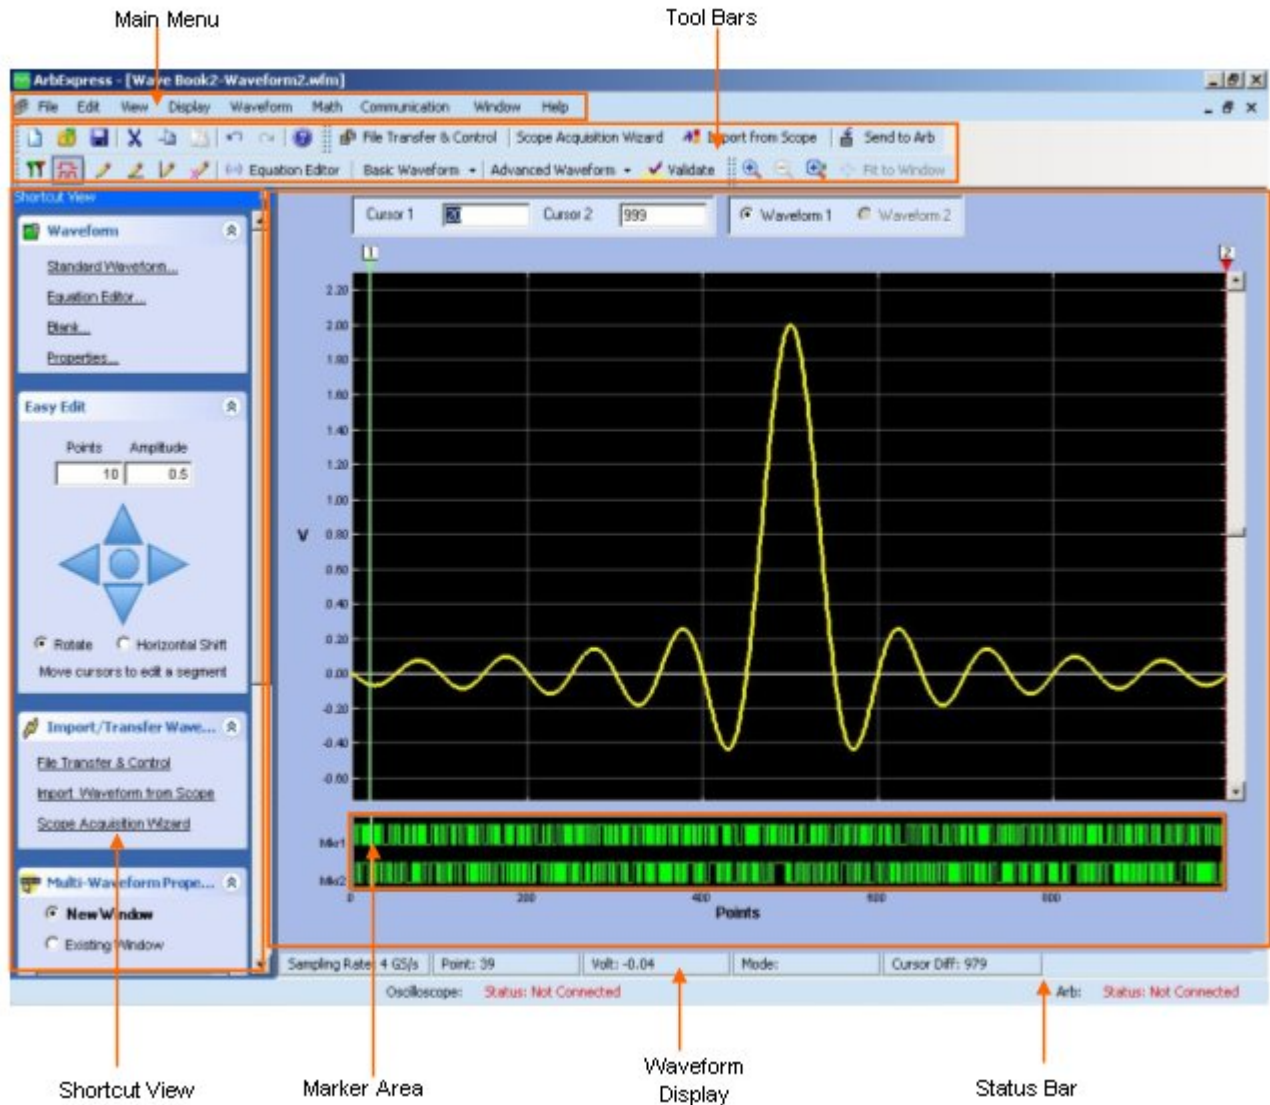 Main Menu
Tool Bars
ArbExpress - [Wave Book2-Waveform2.wfm]
File Edit View Display Waveform Math Communication Window Help
File Transfer & Control Scope Acquisition Wizard Import from Scope Send to Arb
Equation Editor Basic Waveform Advanced Waveform Validate Fit to Window
Shortcut View
Waveform
Standard Waveform...
Equation Editor...
Blank...
Properties...
Easy Edit
Points Amplitude
10 0.5
Rotate Horizontal Shift
Move cursors to edit a segment
Import/Transfer Wave...
File Transfer & Control
Import Waveform from Scope
Scope Acquisition Wizard
Multi-Waveform Prope...
New Window
Existing Window
Cursor 1 20 Cursor 2 999 Waveform 1 Waveform 2
1 2
2.20
2.00
1.80
1.60
1.40
1.20
1.00
V 0.80
0.60
0.40
0.20
0.00
-0.20
-0.40
-0.60
Mkr1
Mkr2
0 200 400 600 800
Points
Sampling Rate: 4 GS/s Point: 39 Volt: -0.04 Mode: Cursor Diff: 979
Oscilloscope: Status: Not Connected Arb: Status: Not Connected
Shortcut View
Marker Area
Waveform
Display
Status Bar